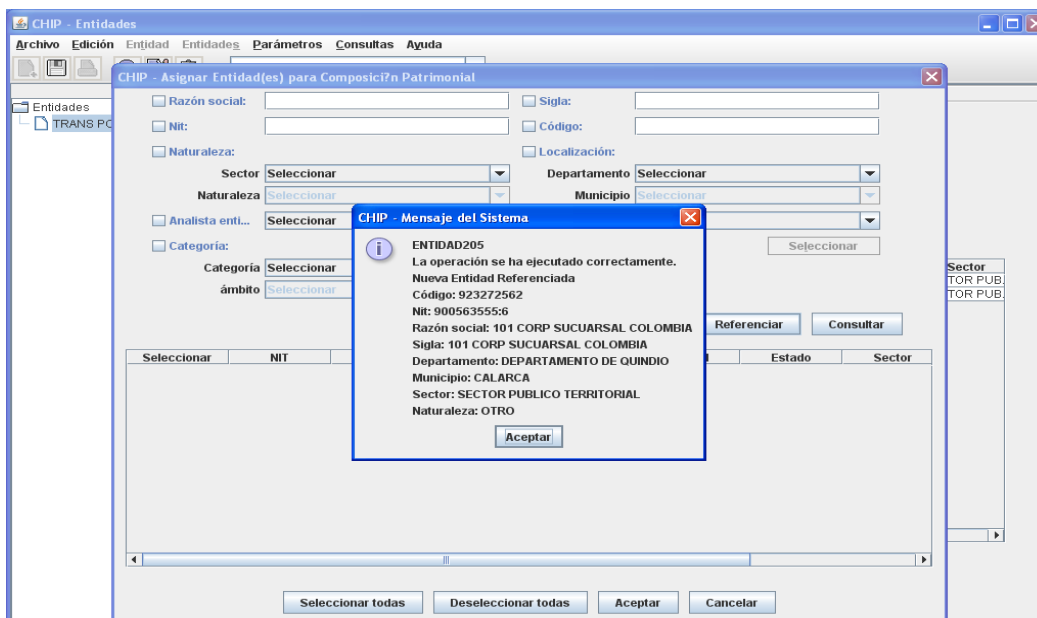 CHIP - Entidades
Archivo Edición Entidad Entidades Parámetros Consultas Ayuda
CHIP - Asignar Entidad(es) para Composici?n Patrimonial
Entidades
TRANS PO
Razón social:
Sigla:
Nit:
Código:
Naturaleza:
Localización:
Sector Seleccionar
Departamento Seleccionar
Naturaleza Seleccionar
Municipio Seleccionar
Analista enti... Seleccionar
Categoría:
Seleccionar
Categoría Seleccionar
ámbito Seleccionar
CHIP - Mensaje del Sistema
ENTIDAD205
La operación se ha ejecutado correctamente.
Nueva Entidad Referenciada
Código: 923272562
Nit: 900563555:6
Razón social: 101 CORP SUCUARSAL COLOMBIA
Sigla: 101 CORP SUCUARSAL COLOMBIA
Departamento: DEPARTAMENTO DE QUINDIO
Municipio: CALARCA
Sector: SECTOR PUBLICO TERRITORIAL
Naturaleza: OTRO
Aceptar
Sector
TOR PUB.
TOR PUB.
Referenciar Consultar
Seleccionar NIT Estado Sector
Seleccionar todas Deseleccionar todas Aceptar Cancelar